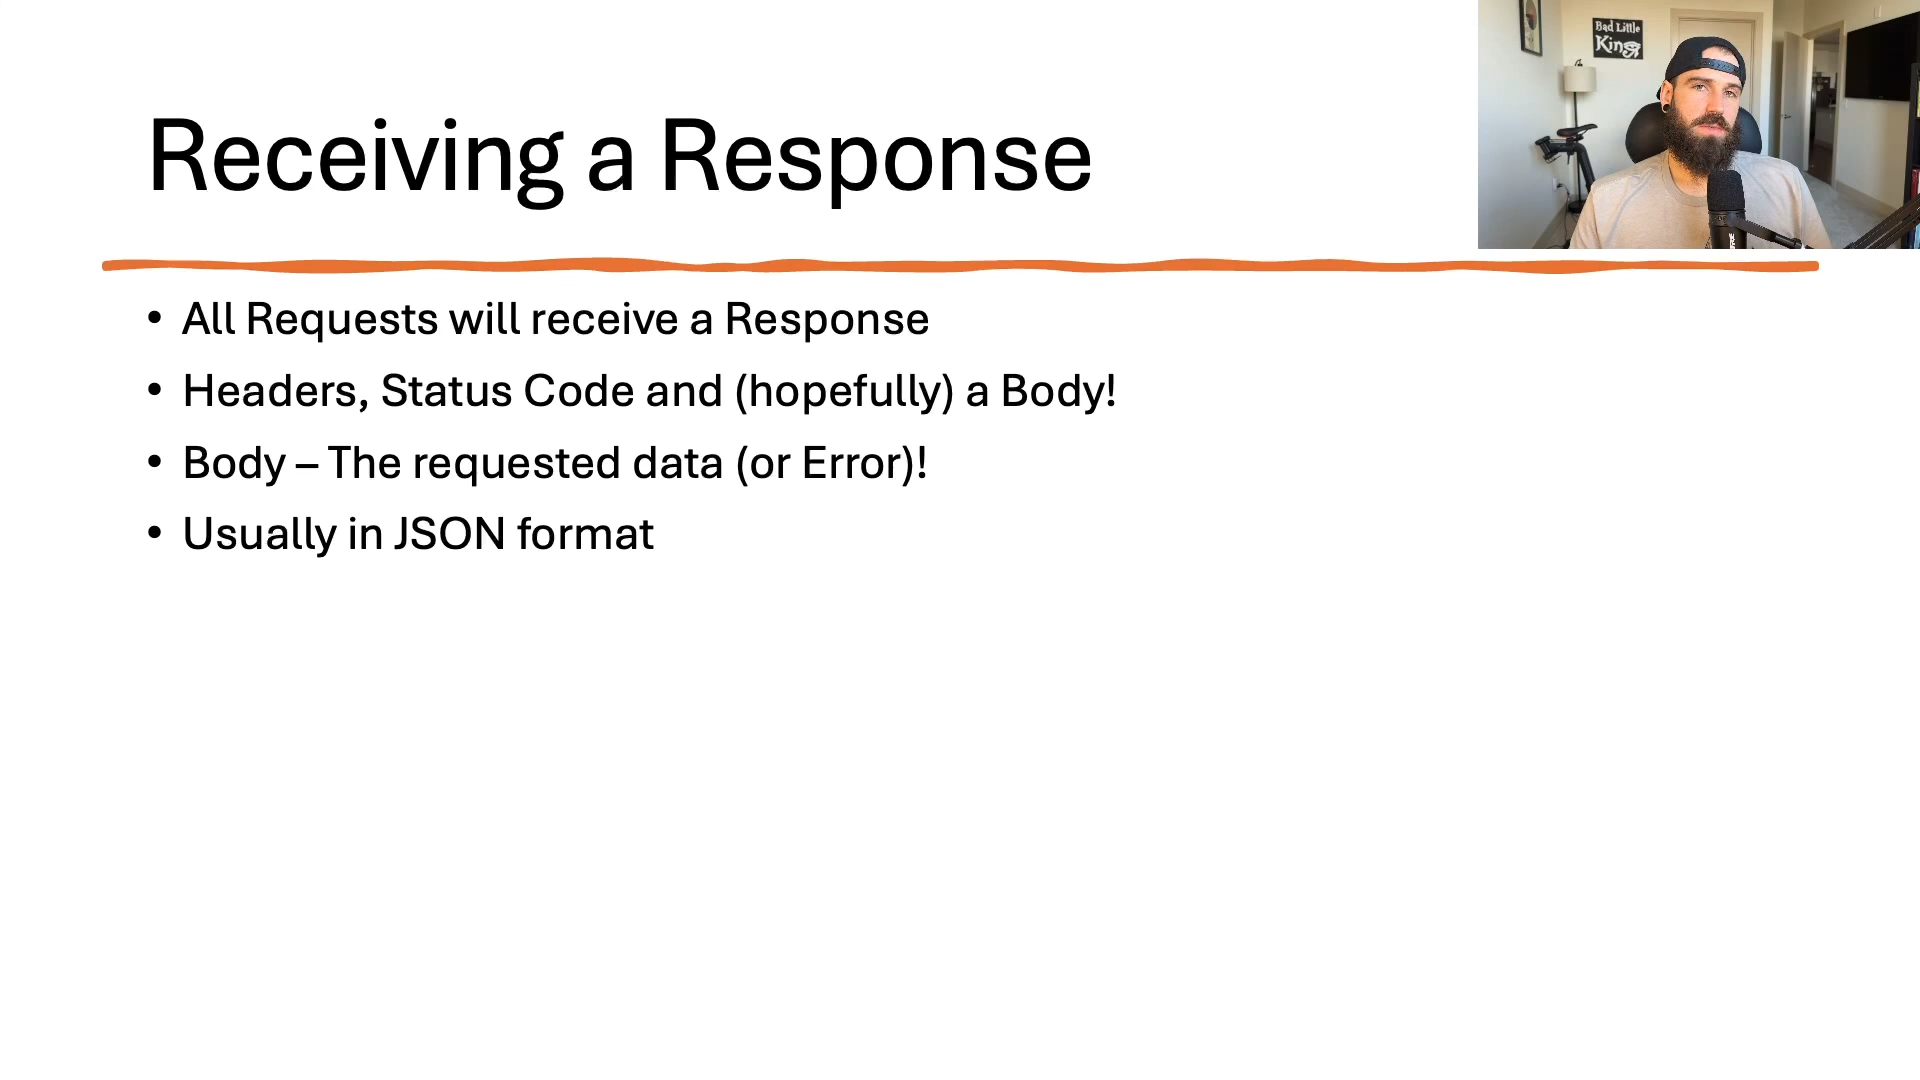 Receiving a Response
Bad Little
King
• All Requests will receive a Response
• Headers, Status Code and (hopefully) a Body!
• Body – The requested data (or Error)!
• Usually in JSON format